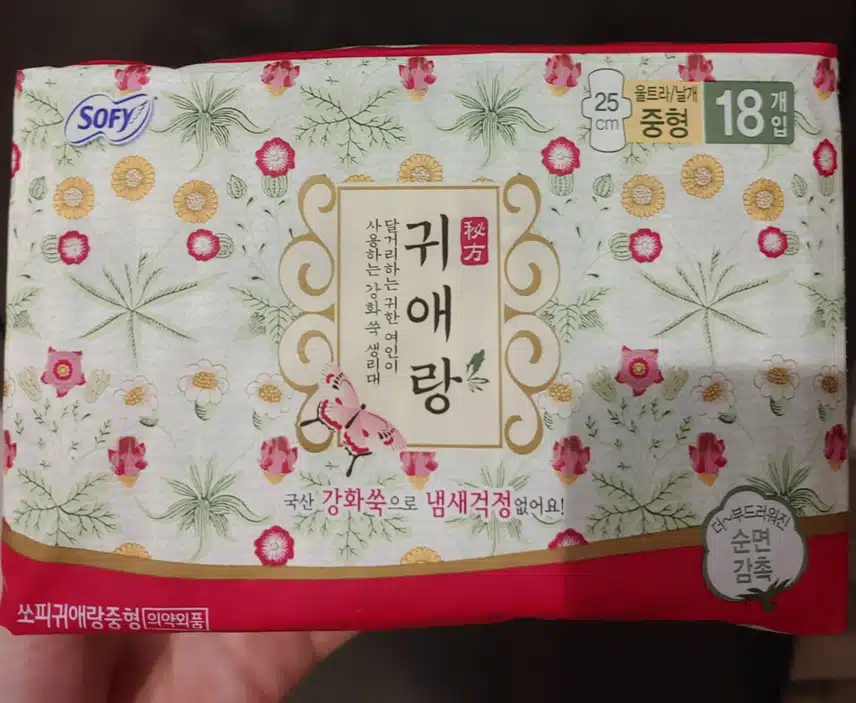 SOFY
25
cm
울트라/날개
중형
18개입
秘方
귀애랑
달거리하는 귀한 여인이
사용하는 강화 쑥 생리대
국산 강화쑥으로 냄새걱정없어요!
더~부드러워진
순면
감촉
쏘피귀애랑중형 의약외품